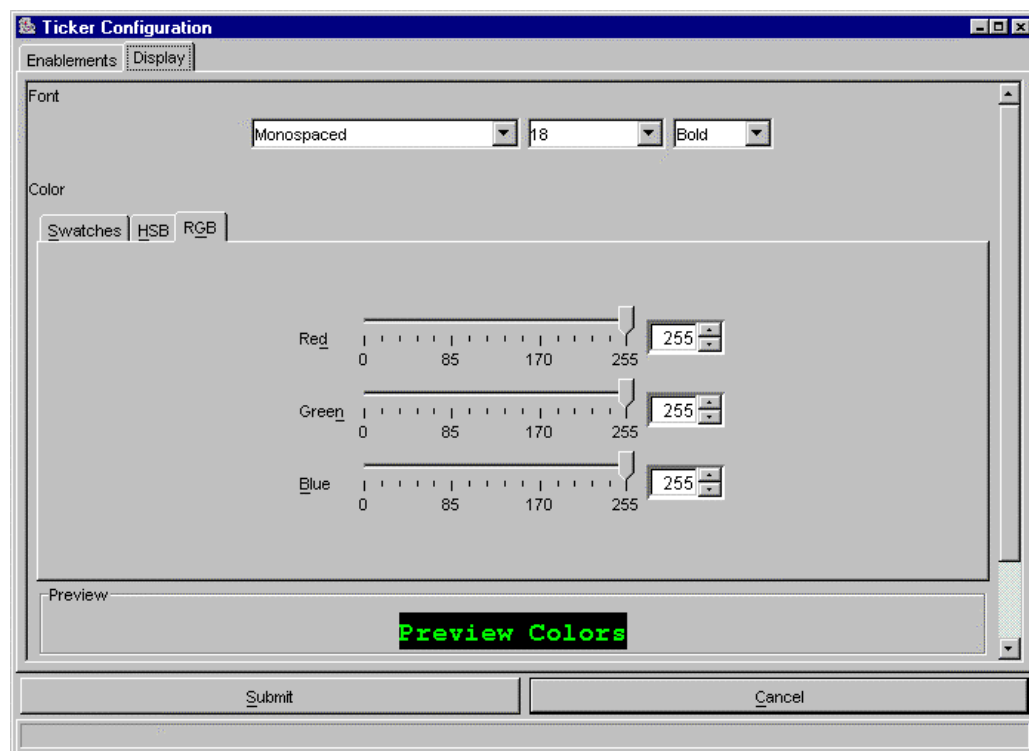 Ticker Configuration
Enablements Display
Font
Monospaced 18 Bold
Color
Swatches HSB RGB
Red 255
0 85 170 255
Green 255
0 85 170 255
Blue 255
0 85 170 255
Preview
Preview Colors
Submit Cancel